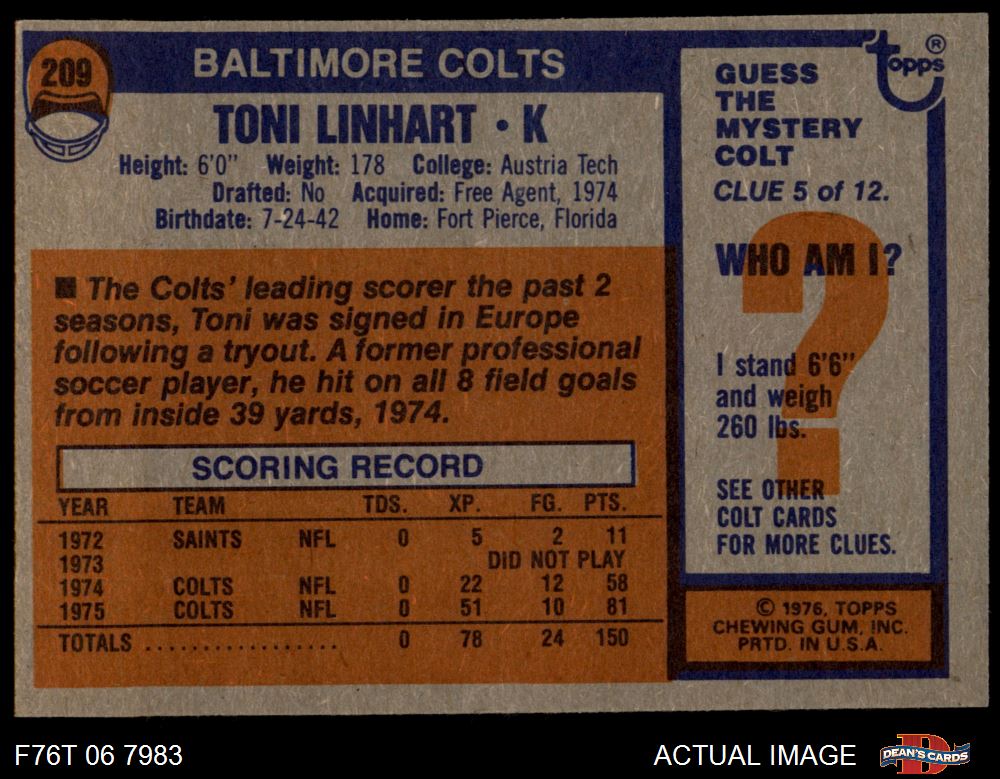 209
BALTIMORE COLTS
TONI LINHART • K
Height: 6'0" Weight: 178 College: Austria Tech
Drafted: No Acquired: Free Agent, 1974
Birthdate: 7-24-42 Home: Fort Pierce, Florida
■ The Colts' leading scorer the past 2
seasons, Toni was signed in Europe
following a tryout. A former professional
soccer player, he hit on all 8 field goals
from inside 39 yards, 1974.
SCORING RECORD
YEAR TEAM TDS. XP. FG. PTS.
1972 SAINTS NFL 0 5 2 11
1973 DID NOT PLAY
1974 COLTS NFL 0 22 12 58
1975 COLTS NFL 0 51 10 81
TOTALS ................. 0 78 24 150
topps ®
GUESS
THE
MYSTERY
COLT
CLUE 5 of 12.
WHO AM I?
?
I stand 6'6"
and weigh
260 lbs.
SEE OTHER
COLT CARDS
FOR MORE CLUES.
© 1976, TOPPS
CHEWING GUM, INC.
PRTD. IN U.S.A.
F76T 06 7983
ACTUAL IMAGE
DEAN'S CARDS